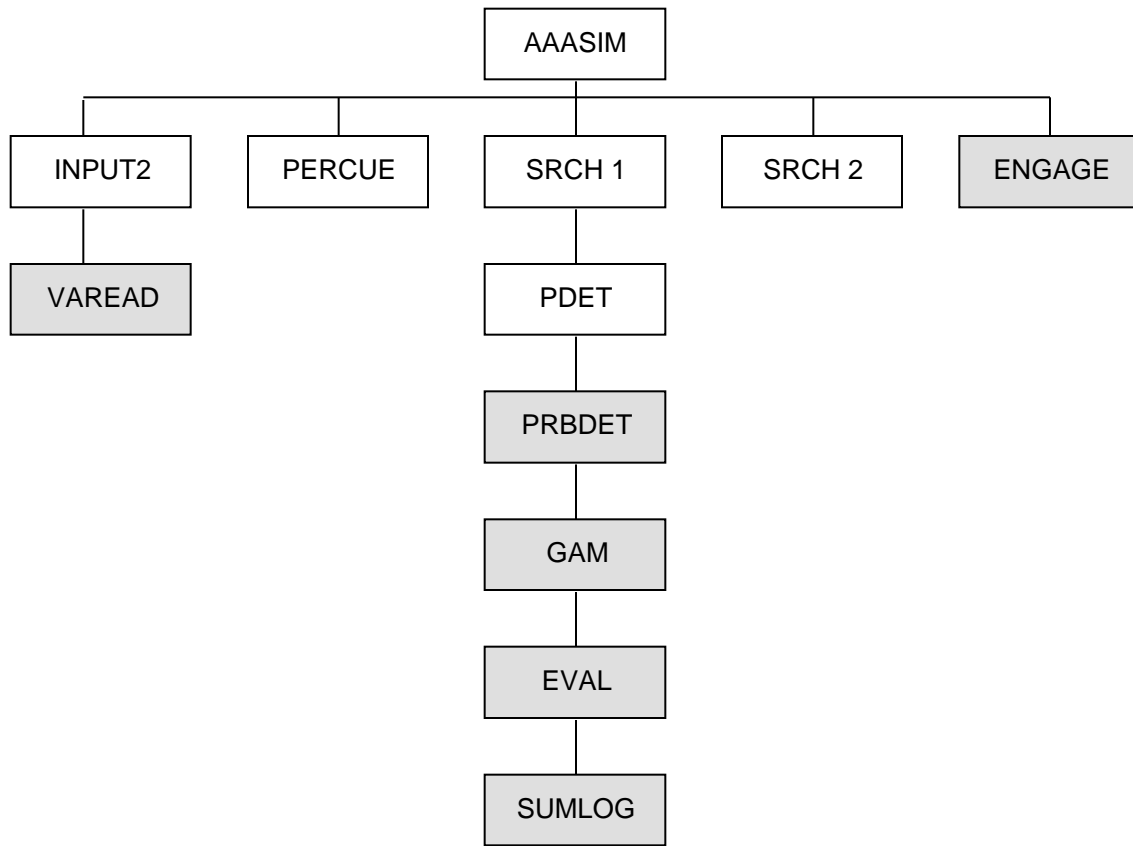 AAASIM
INPUT2
PERCUE
SRCH 1
SRCH 2
ENGAGE
VAREAD
PDET
PRBDET
GAM
EVAL
SUMLOG